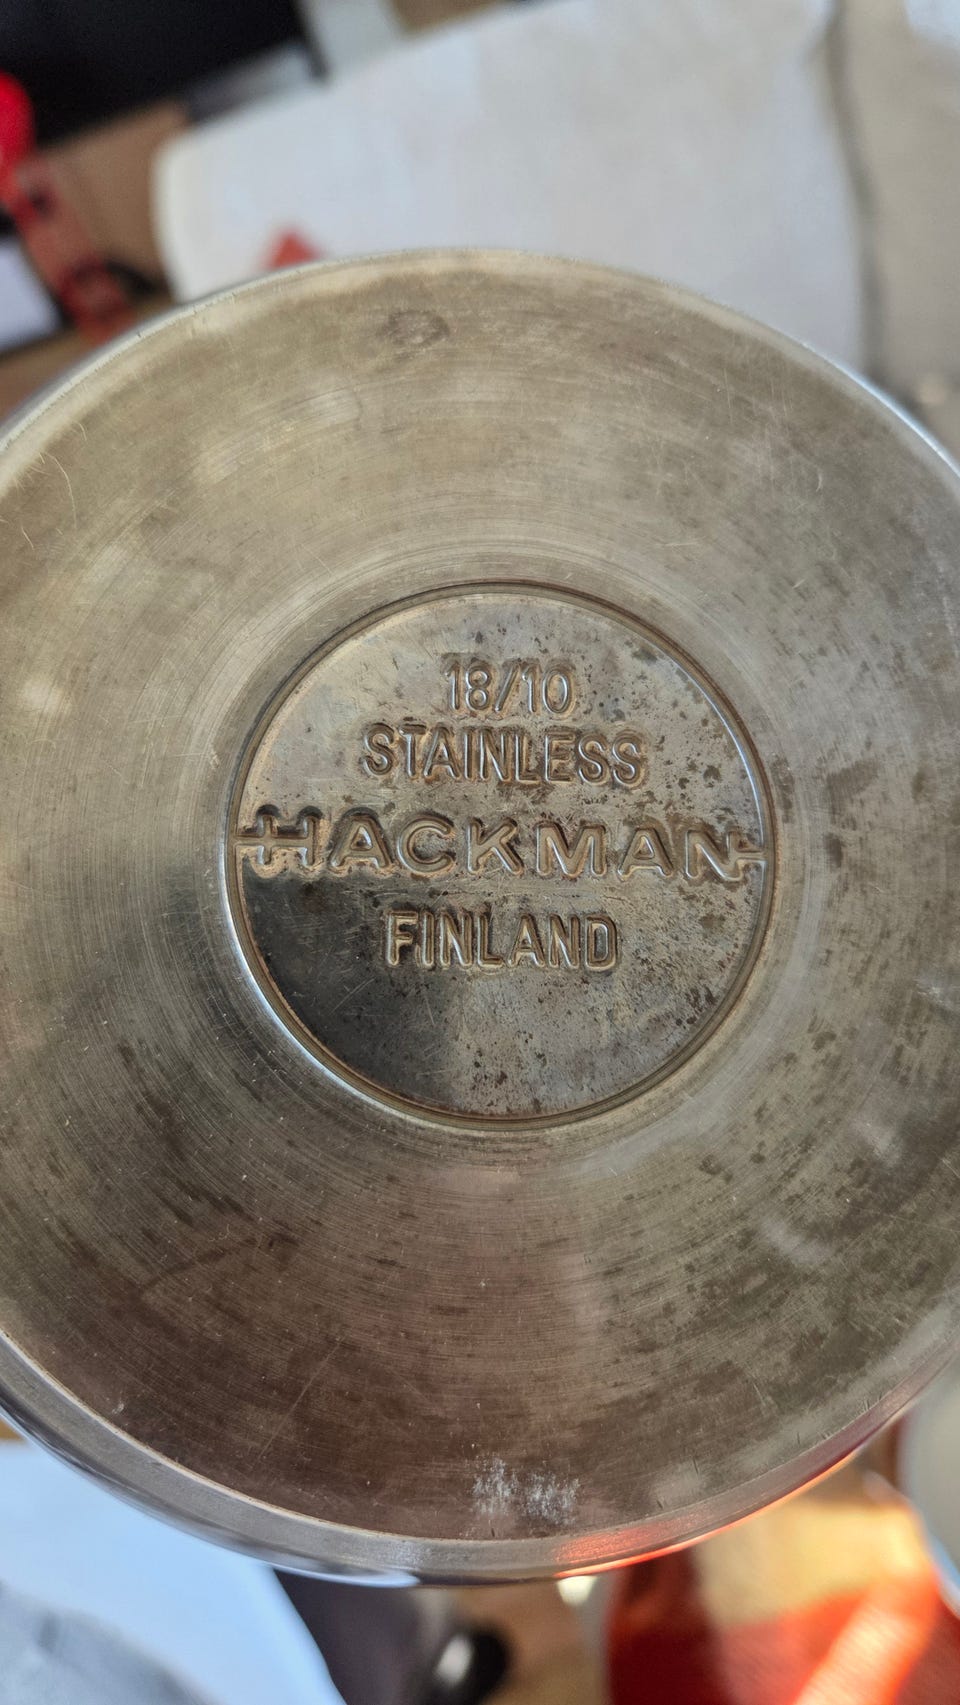 18/10
STAINLESS
HACKMAN
FINLAND